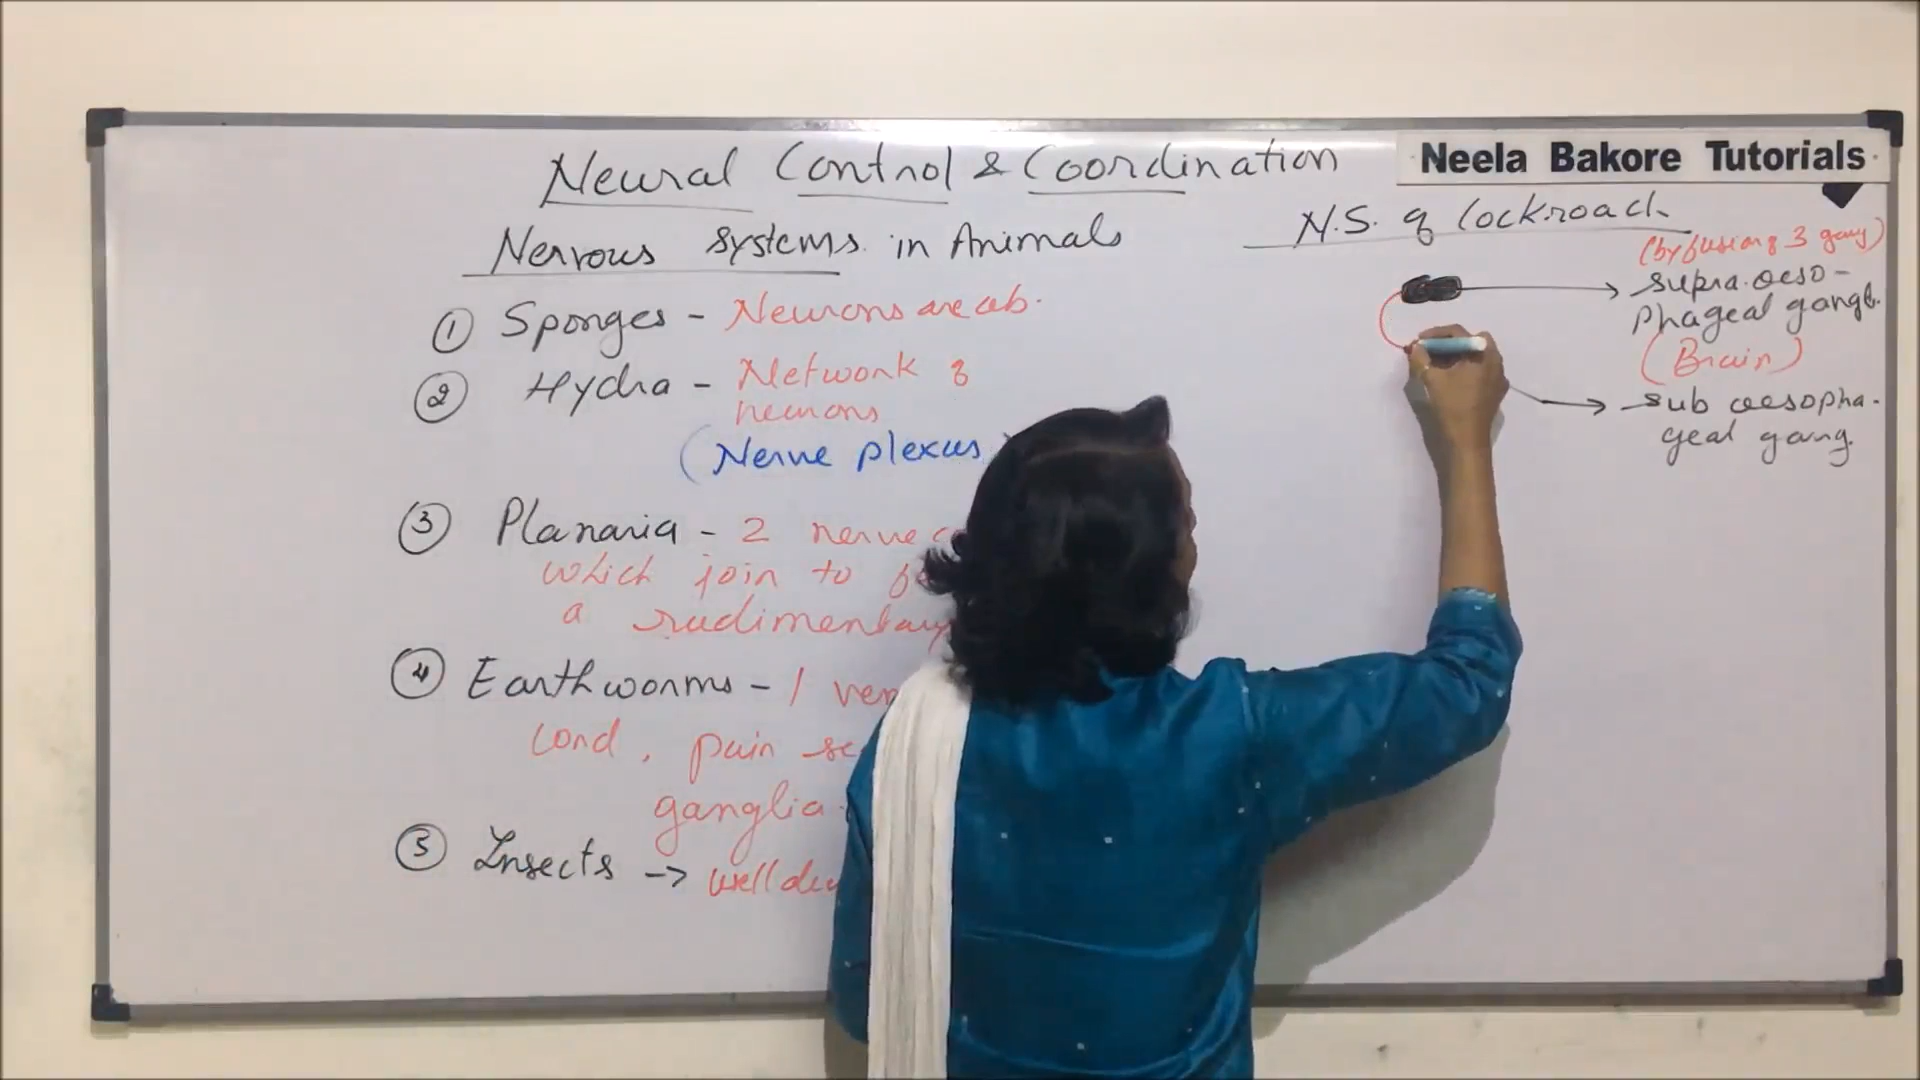 Neural Control & Coordination
Neela Bakore Tutorials
Nervous systems in Animals
① Sponges - Neurons are ab.
② Hydra - Network of
neurons
(Nerve plexus
③ Planaria - 2 nerve
which join to
a rudimentary
④ Earthworms - 1
cord, pair
ganglia
⑤ Insects -> well
N.S. of Cockroach
(by fusion of 3 gang)
supra.oeso-
phageal gangl.
(Brain)
sub oesopha-
geal gang.